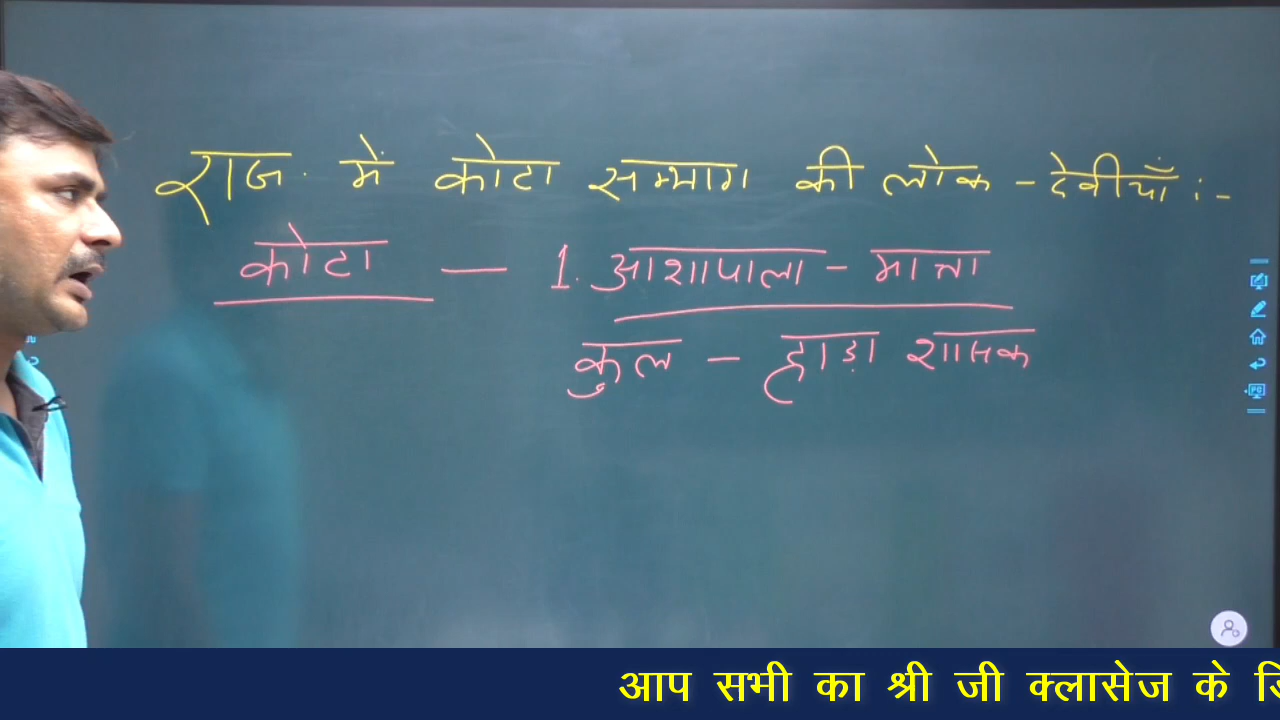 राज. में कोटा सम्भाग की लोक - देवीयाँ :-
कोटा — 1. आशापाला - माता
कुल - हाडा़ शासक
आप सभी का श्री जी क्लासेज के